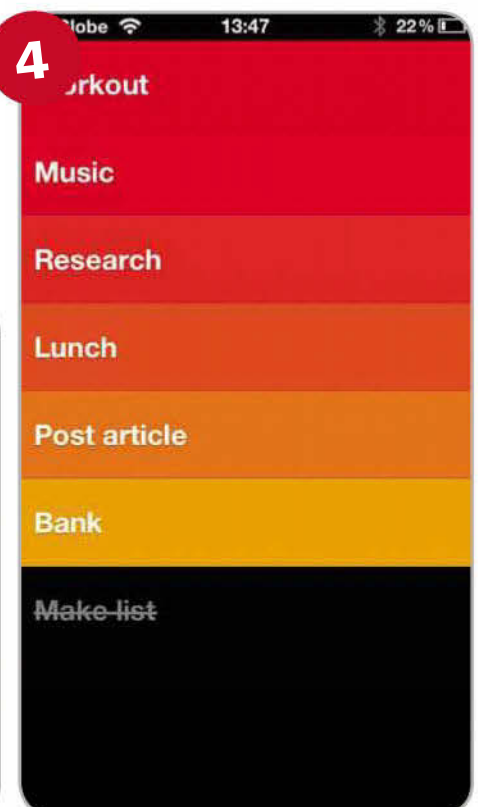 4
13:47 22%
Music
Research
Lunch
Post article
Bank
Make list